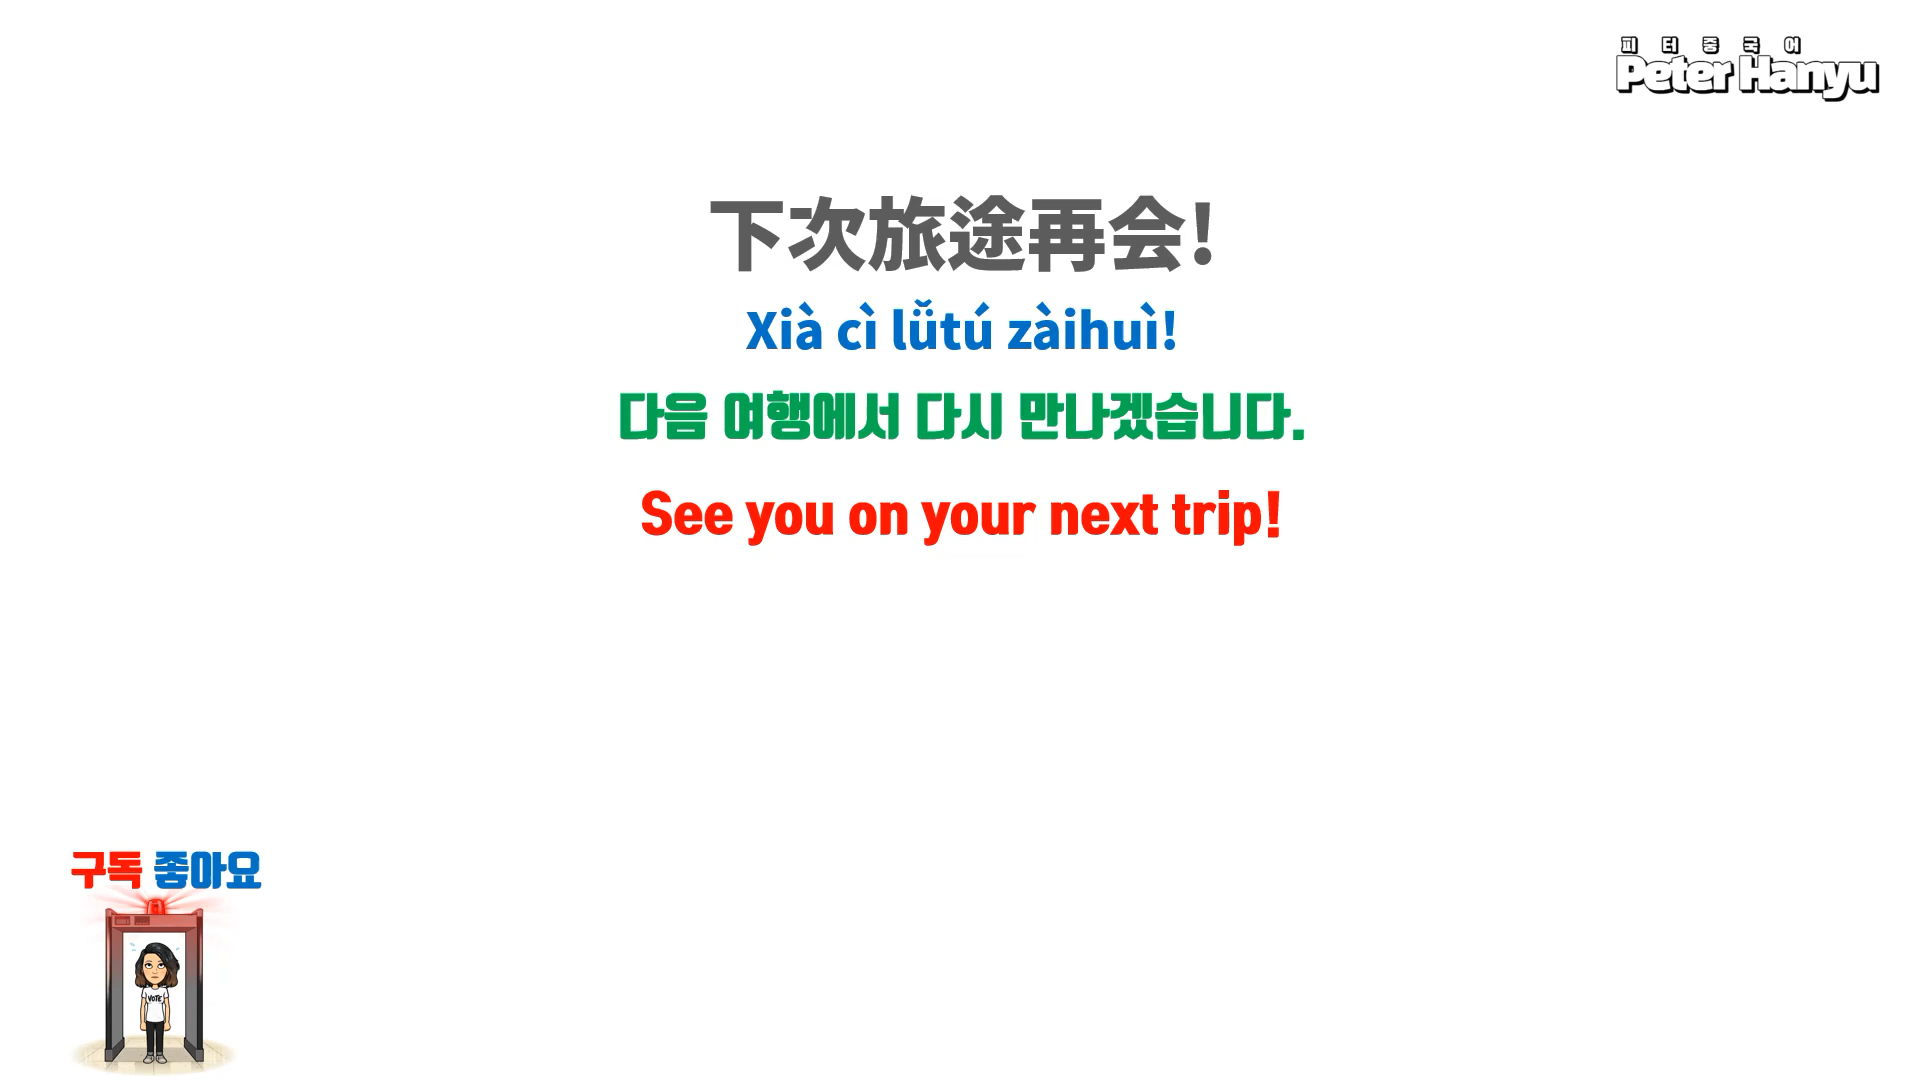 피터중국어
Peter Hanyu
下次旅途再会!
Xià cì lǚtú zàihuì!
다음 여행에서 다시 만나겠습니다.
See you on your next trip!
구독 좋아요
VOTE